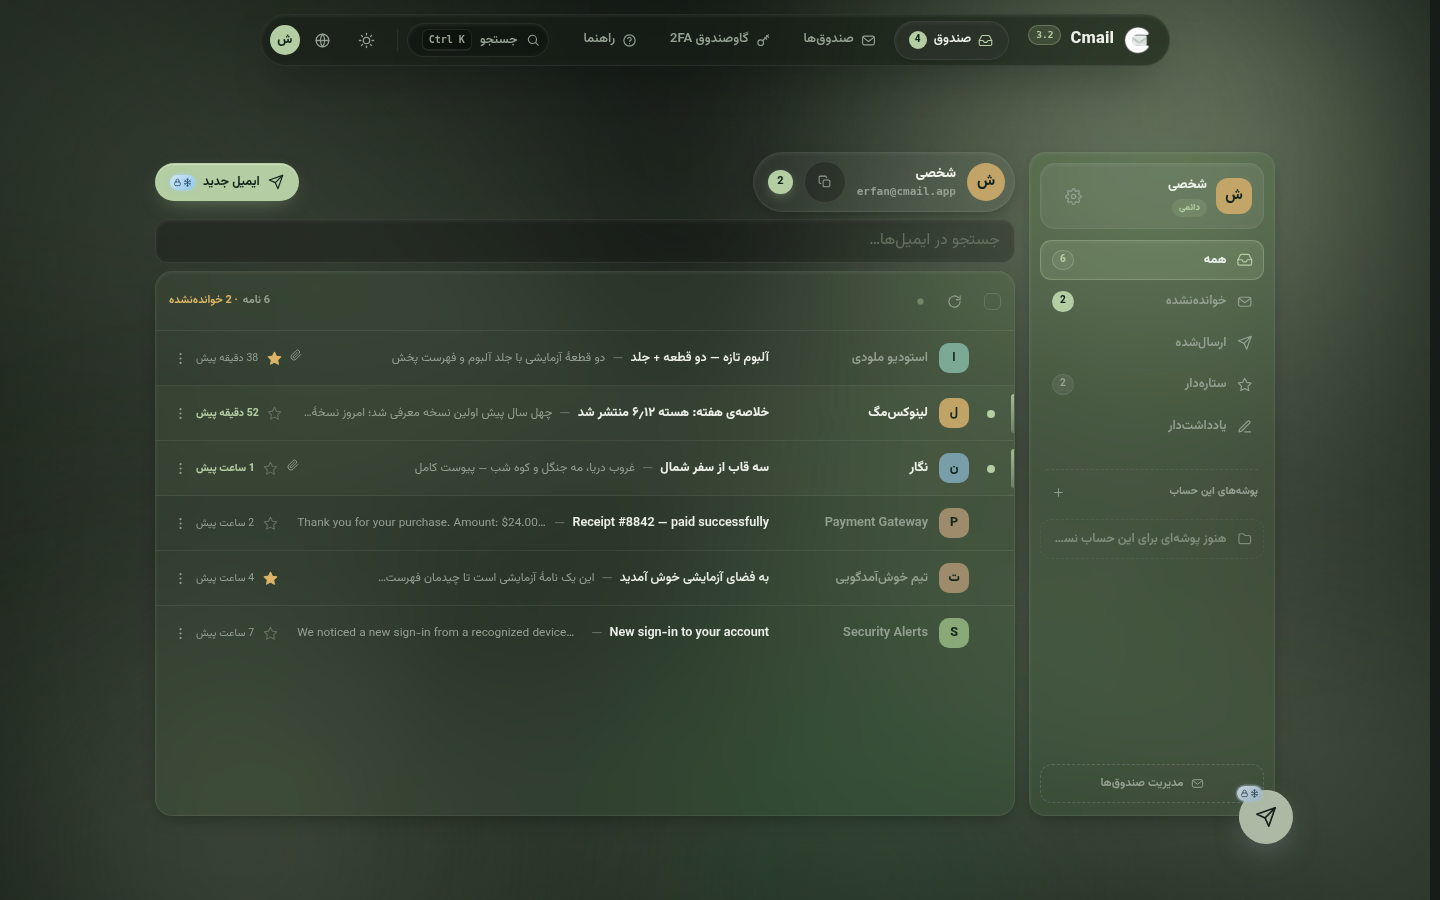 Cmail 3.2
صندوق 4
صندوق‌ها
گاوصندوق 2FA
راهنما
جستجو Ctrl K
ش
ش
شخصی
دائمی
همه 6
خوانده‌نشده 2
ارسال‌شده
ستاره‌دار 2
یادداشت‌دار
پوشه‌های این حساب
هنوز پوشه‌ای برای این حساب نسـ...
مدیریت صندوق‌ها
ش
شخصی
erfan@cmail.app
2
ایمیل جدید
جستجو در ایمیل‌ها...
6 نامه · 2 خوانده‌نشده
ا استودیو ملودی آلبوم تازه — دو قطعه + جلد — دو قطعهٔ آزمایشی با جلد آلبوم و فهرست پخش 38 دقیقه پیش
ل لینوکس‌مگ خلاصه‌ی هفته: هسته ۶٫۱۲ منتشر شد — چهل سال پیش اولین نسخه معرفی شد؛ امروز نسخهٔ... 52 دقیقه پیش
ن نگار سه قاب از سفر شمال — غروب دریا، مه جنگل و کوه شب — پیوست کامل 1 ساعت پیش
P Payment Gateway Receipt #8842 — paid successfully — Thank you for your purchase. Amount: $24.00... 2 ساعت پیش
ت تیم خوش‌آمدگویی به فضای آزمایشی خوش آمدید — این یک نامهٔ آزمایشی است تا چیدمان فهرست... 4 ساعت پیش
S Security Alerts New sign-in to your account — We noticed a new sign-in from a recognized device... 7 ساعت پیش